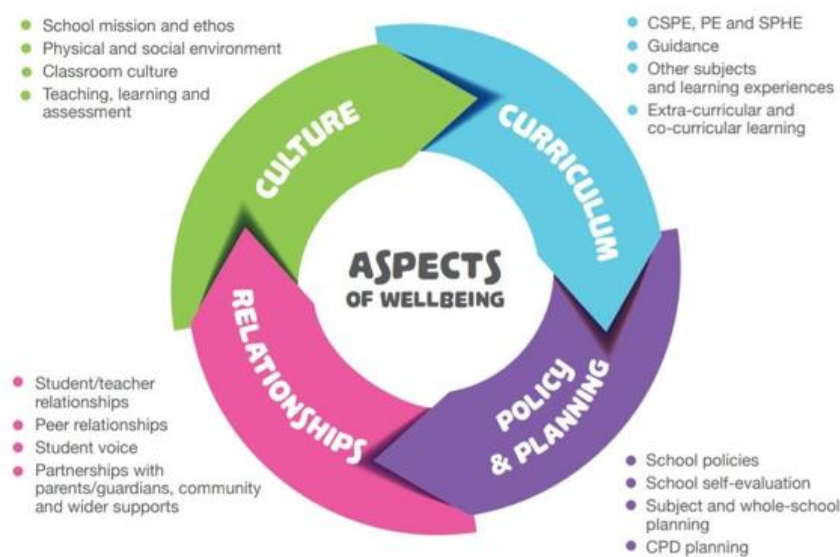 School mission and ethos
Physical and social environment
Classroom culture
Teaching, learning and
assessment
CSPE, PE and SPHE
Guidance
Other subjects
and learning experiences
Extra-curricular and
co-curricular learning
CULTURE
CURRICULUM
ASPECTS
OF WELLBEING
RELATIONSHIPS
POLICY
& PLANNING
Student/teacher
relationships
Peer relationships
Student voice
Partnerships with
parents/guardians, community
and wider supports
School policies
School self-evaluation
Subject and whole-school
planning
CPD planning